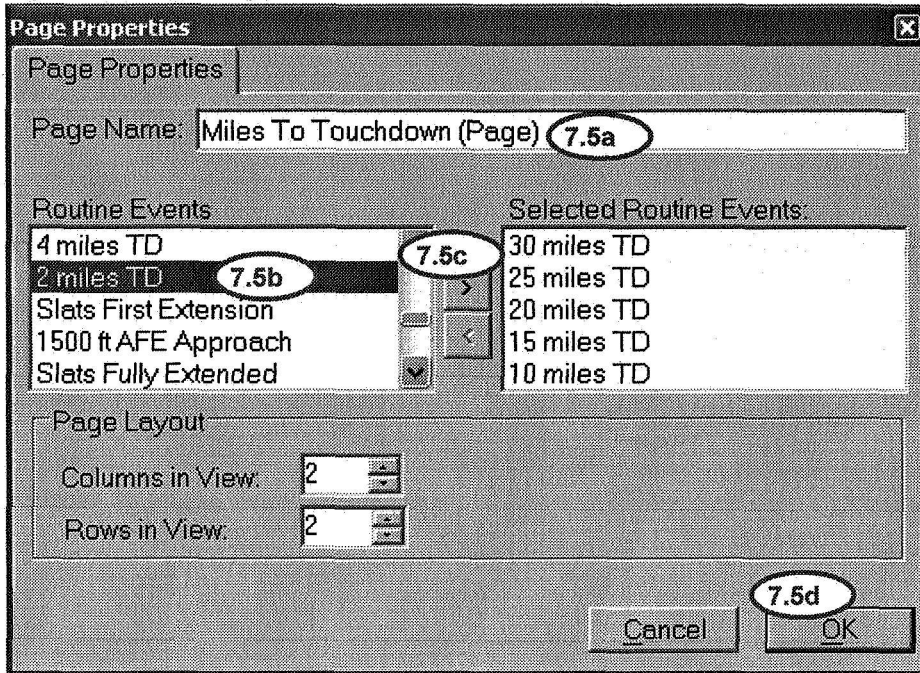 Page Properties
Page Properties
Page Name: Miles To Touchdown (Page) 7.5a
Routine Events
4 miles TD
2 miles TD 7.5b
Slats First Extension
1500 ft AFE Approach
Slats Fully Extended
7.5c
>
<
Selected Routine Events:
30 miles TD
25 miles TD
20 miles TD
15 miles TD
10 miles TD
Page Layout
Columns in View: 2
Rows in View: 2
7.5d
Cancel OK